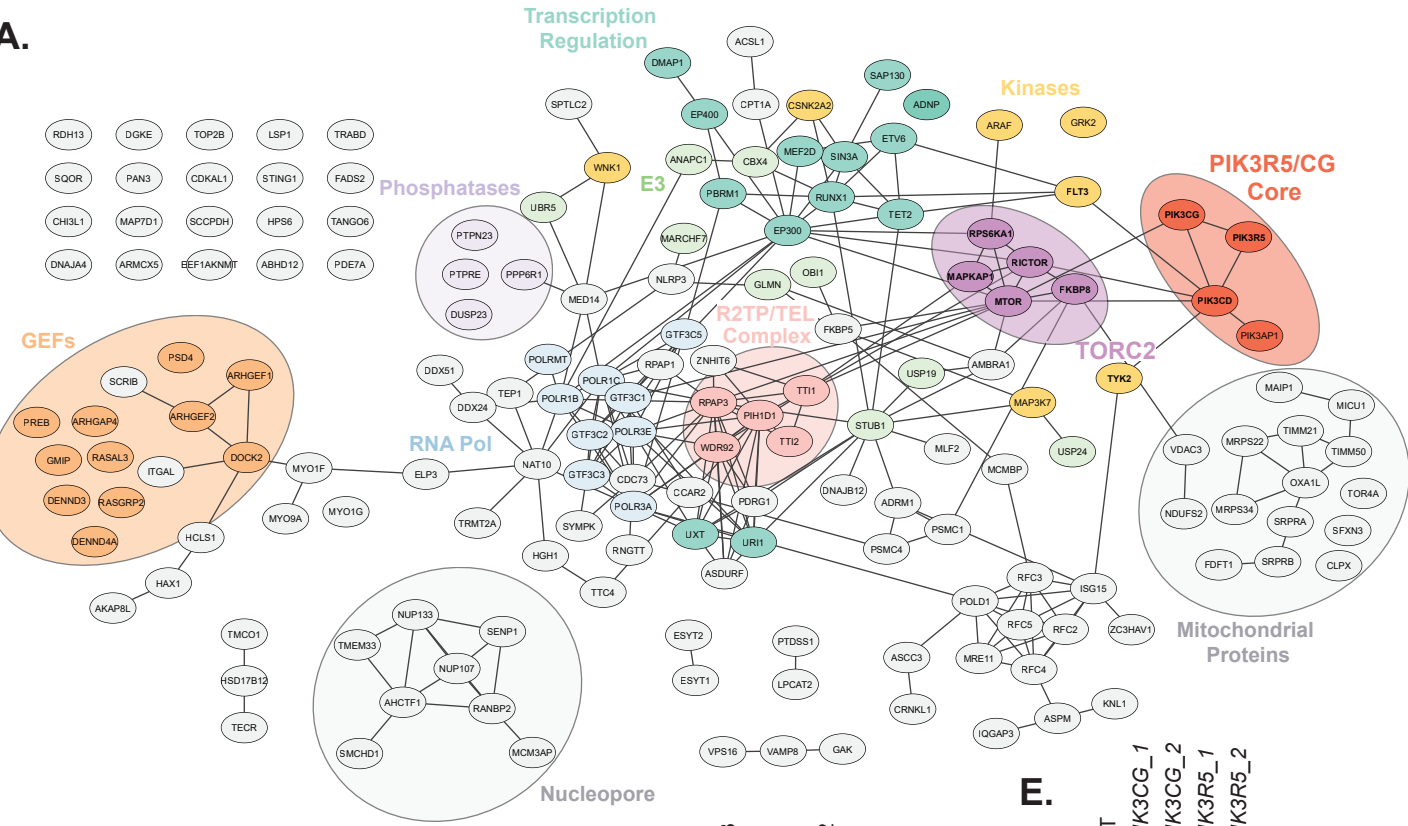 A.
Transcription
Regulation
ACSL1
DMAP1
SAP130
Kinases
SPTLC2
EP400
CPT1A
CSNK2A2
ADNP
ARAF
GRK2
RDH13 DGKE TOP2B LSP1 TRABD
ETV6
MEF2D
SIN3A
ANAPC1
CBX4
WNK1
PIK3R5/CG
Core
SQOR PAN3 CDKAL1 STING1 FADS2
Phosphatases
E3
PBRM1
RUNX1
FLT3
UBR5
TET2
PIK3CG
CHI3L1 MAP7D1 SCCPDH HPS6 TANGO6
PTPN23
MARCHF7
EP300
RPS6KA1
PIK3R5
DNAJA4 ARMCX5 EEF1AKNMT ABHD12 PDE7A
PTPRE
PPP6R1
NLRP3
GLMN
OBI1
RICTOR
MAPKAP1
FKBP8
MTOR
PIK3CD
MED14
DUSP23
R2TP/TEL
Complex
FKBP5
GTF3C5
PIK3AP1
GEFs
TORC2
PSD4
SCRIB
ARHGEF1
POLRMT
DDX51
RPAP1
ZNHIT6
AMBRA1
USP19
TYK2
POLR1C
TTI1
MAIP1
TEP1
POLR1B
GTF3C1
RPAP3
MAP3K7
MICU1
DDX24
PREB
ARHGAP4
ARHGEF2
PIH1D1
STUB1
TIMM21
GTF3C2
POLR3E
RNA Pol
WDR92
TTI2
MLF2
USP24
VDAC3
MRPS22
TIMM50
GMIP
RASAL3
ITGAL
DOCK2
MYO1F
ELP3
NAT10
GTF3C3
CDC73
MCMBP
OXA1L
DENND3
RASGRP2
MYO9A
MYO1G
CCAR2
PDRG1
DNAJB12
ADRM1
TOR4A
NDUFS2
MRPS34
SRPRA
SFXN3
DENND4A
HCLS1
TRMT2A
SYMPK
POLR3A
UXT
URI1
PSMC1
PSMC4
HGH1
RNGTT
ASDURF
FDFT1
SRPRB
CLPX
HAX1
AKAP8L
TTC4
RFC3
ISG15
POLD1
NUP133
SENP1
TMCO1
TMEM33
ESYT2
PTDSS1
RFC5
RFC2
ZC3HAV1
Mitochondrial
Proteins
NUP107
ASCC3
MRE11
RFC4
HSD17B12
ESYT1
LPCAT2
AHCTF1
RANBP2
CRNKL1
KNL1
TECR
ASPM
IQGAP3
SMCHD1
MCM3AP
VPS16 VAMP8 GAK
Nucleopore
E.